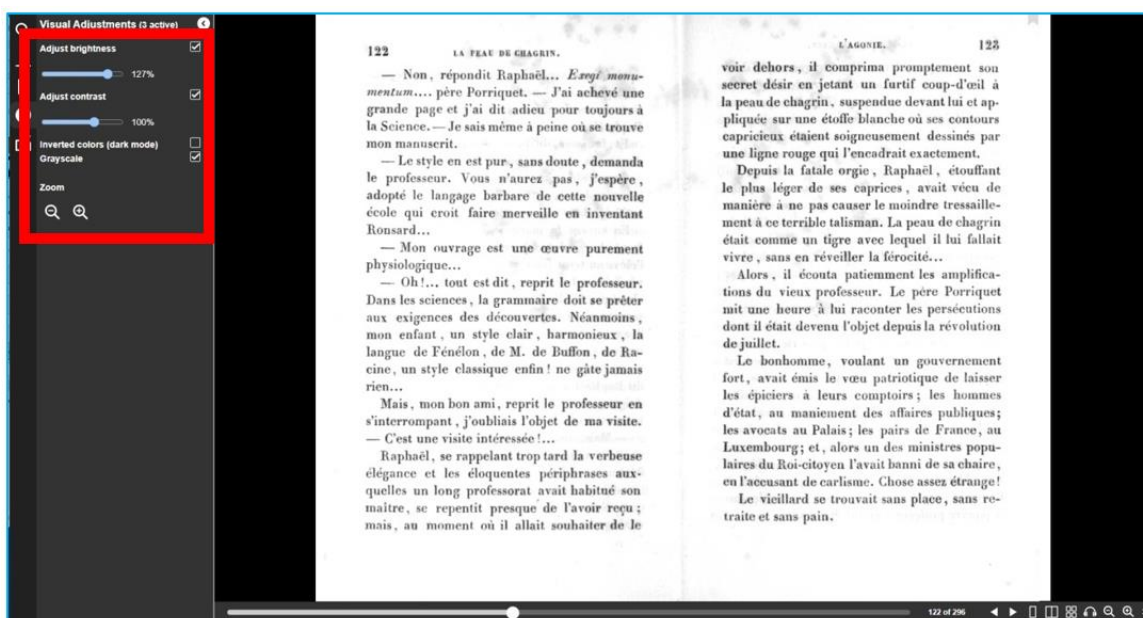 Visual Adjustments (3 active)
Adjust brightness
127%
Adjust contrast
100%
Inverted colors (dark mode)
Grayscale
Zoom
122 LA PEAU DE CHAGRIN.
— Non, répondit Raphaël... Exegi monu-
mentum.... père Porriquet. — J'ai achevé une
grande page et j'ai dit adieu pour toujours à
la Science. — Je sais même à peine où se trouve
mon manuscrit.
— Le style en est pur, sans doute, demanda
le professeur. Vous n'aurez pas, j'espère,
adopté le langage barbare de cette nouvelle
école qui croit faire merveille en inventant
Ronsard...
— Mon ouvrage est une œuvre purement
physiologique...
— Oh!... tout est dit, reprit le professeur.
Dans les sciences, la grammaire doit se prêter
aux exigences des découvertes. Néanmoins,
mon enfant, un style clair, harmonieux, la
langue de Fénélon, de M. de Buffon, de Ra-
cine, un style classique enfin! ne gâte jamais
rien...
Mais, mon bon ami, reprit le professeur en
s'interrompant, j'oubliais l'objet de ma visite.
— C'est une visite intéressée!...
Raphaël, se rappelant trop tard la verbeuse
élégance et les éloquentes périphrases aux-
quelles un long professorat avait habitué son
maître, se repentit presque de l'avoir reçu;
mais, au moment où il allait souhaiter de le
L'AGONIE. 123
voir dehors, il comprima promptement son
secret désir en jetant un furtif coup-d'œil à
la peau de chagrin, suspendue devant lui et ap-
pliquée sur une étoffe blanche où ses contours
capricieux étaient soigneusement dessinés par
une ligne rouge qui l'encadrait exactement.
Depuis la fatale orgie, Raphaël, étouffant
le plus léger de ses caprices, avait vécu de
manière à ne pas causer le moindre tressaille-
ment à ce terrible talisman. La peau de chagrin
était comme un tigre avec lequel il lui fallait
vivre, sans en réveiller la férocité...
Alors, il écouta patiemment les amplifica-
tions du vieux professeur. Le père Porriquet
mit une heure à lui raconter les persécutions
dont il était devenu l'objet depuis la révolution
de juillet.
Le bonhomme, voulant un gouvernement
fort, avait émis le vœu patriotique de laisser
les épiciers à leurs comptoirs; les hommes
d'état, au maniement des affaires publiques;
les avocats au Palais; les pairs de France, au
Luxembourg; et, alors un des ministres popu-
laires du Roi-citoyen l'avait banni de sa chaire,
en l'accusant de carlisme. Chose assez étrange!
Le vieillard se trouvait sans place, sans re-
traite et sans pain.
122 of 296